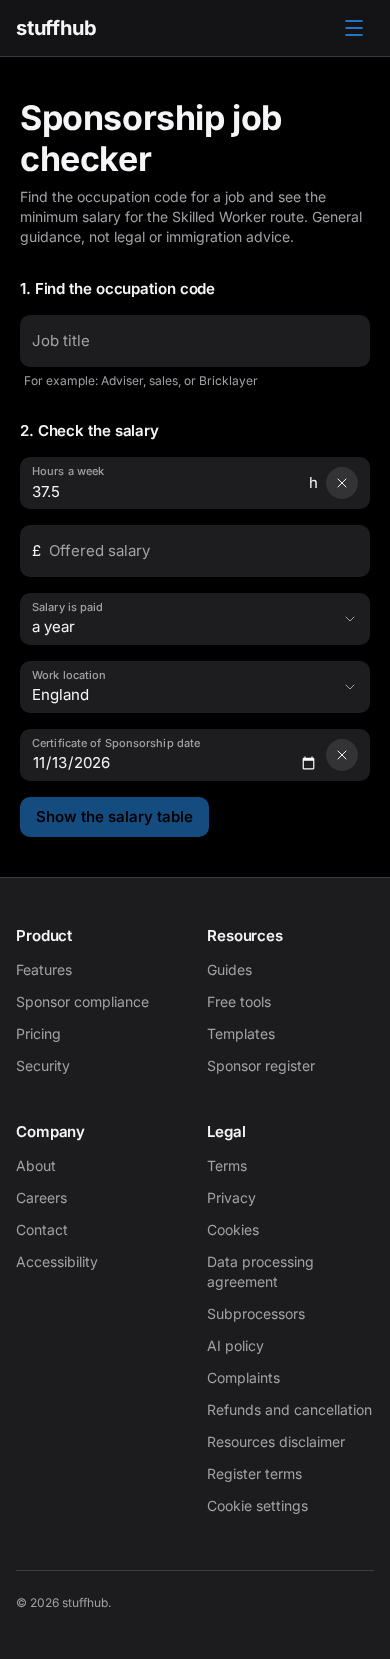 stuffhub
Sponsorship job
checker
Find the occupation code for a job and see the
minimum salary for the Skilled Worker route. General
guidance, not legal or immigration advice.
1. Find the occupation code
Job title
For example: Adviser, sales, or Bricklayer
2. Check the salary
Hours a week
37.5
h
£ Offered salary
Salary is paid
a year
Work location
England
Certificate of Sponsorship date
11/13/2026
Show the salary table
Product
Features
Sponsor compliance
Pricing
Security
Resources
Guides
Free tools
Templates
Sponsor register
Company
About
Careers
Contact
Accessibility
Legal
Terms
Privacy
Cookies
Data processing
agreement
Subprocessors
AI policy
Complaints
Refunds and cancellation
Resources disclaimer
Register terms
Cookie settings
© 2026 stuffhub.